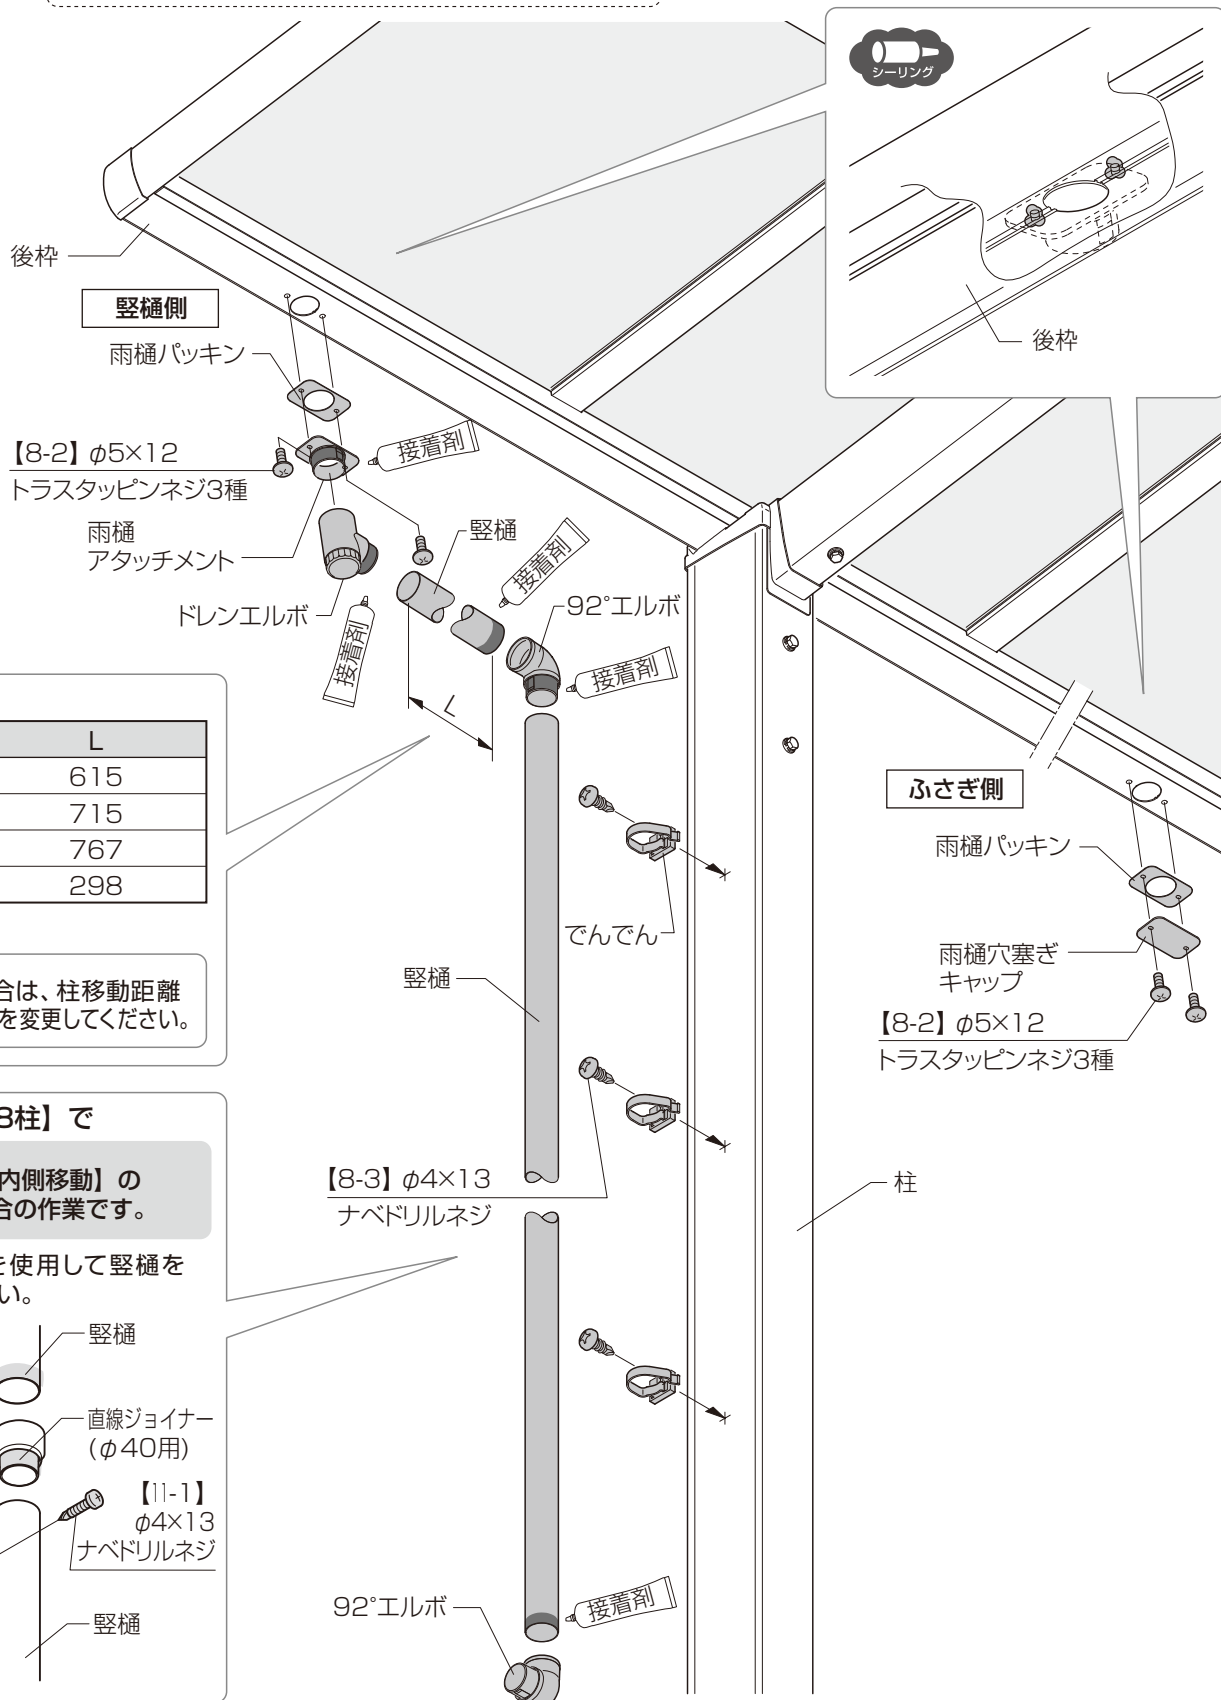 シーリング
後枠
後枠
竪樋側
雨樋パッキン
【8-2】φ5×12
トラスタッピンネジ3種
接着剤
雨樋
アタッチメント
竪樋
接着剤
ドレンエルボ
92°エルボ
接着剤
接着剤
L
L
615
715
767
298
合は、柱移動距離
を変更してください。
でんでん
竪樋
ふさぎ側
雨樋パッキン
雨樋穴塞ぎ
キャップ
【8-2】φ5×12
トラスタッピンネジ3種
柱】で
内側移動】の
合の作業です。
使用して竪樋を
い。
【8-3】φ4×13
ナベドリルネジ
柱
竪樋
直線ジョイナー
(φ40用)
【11-1】
φ4×13
ナベドリルネジ
竪樋
92°エルボ
接着剤